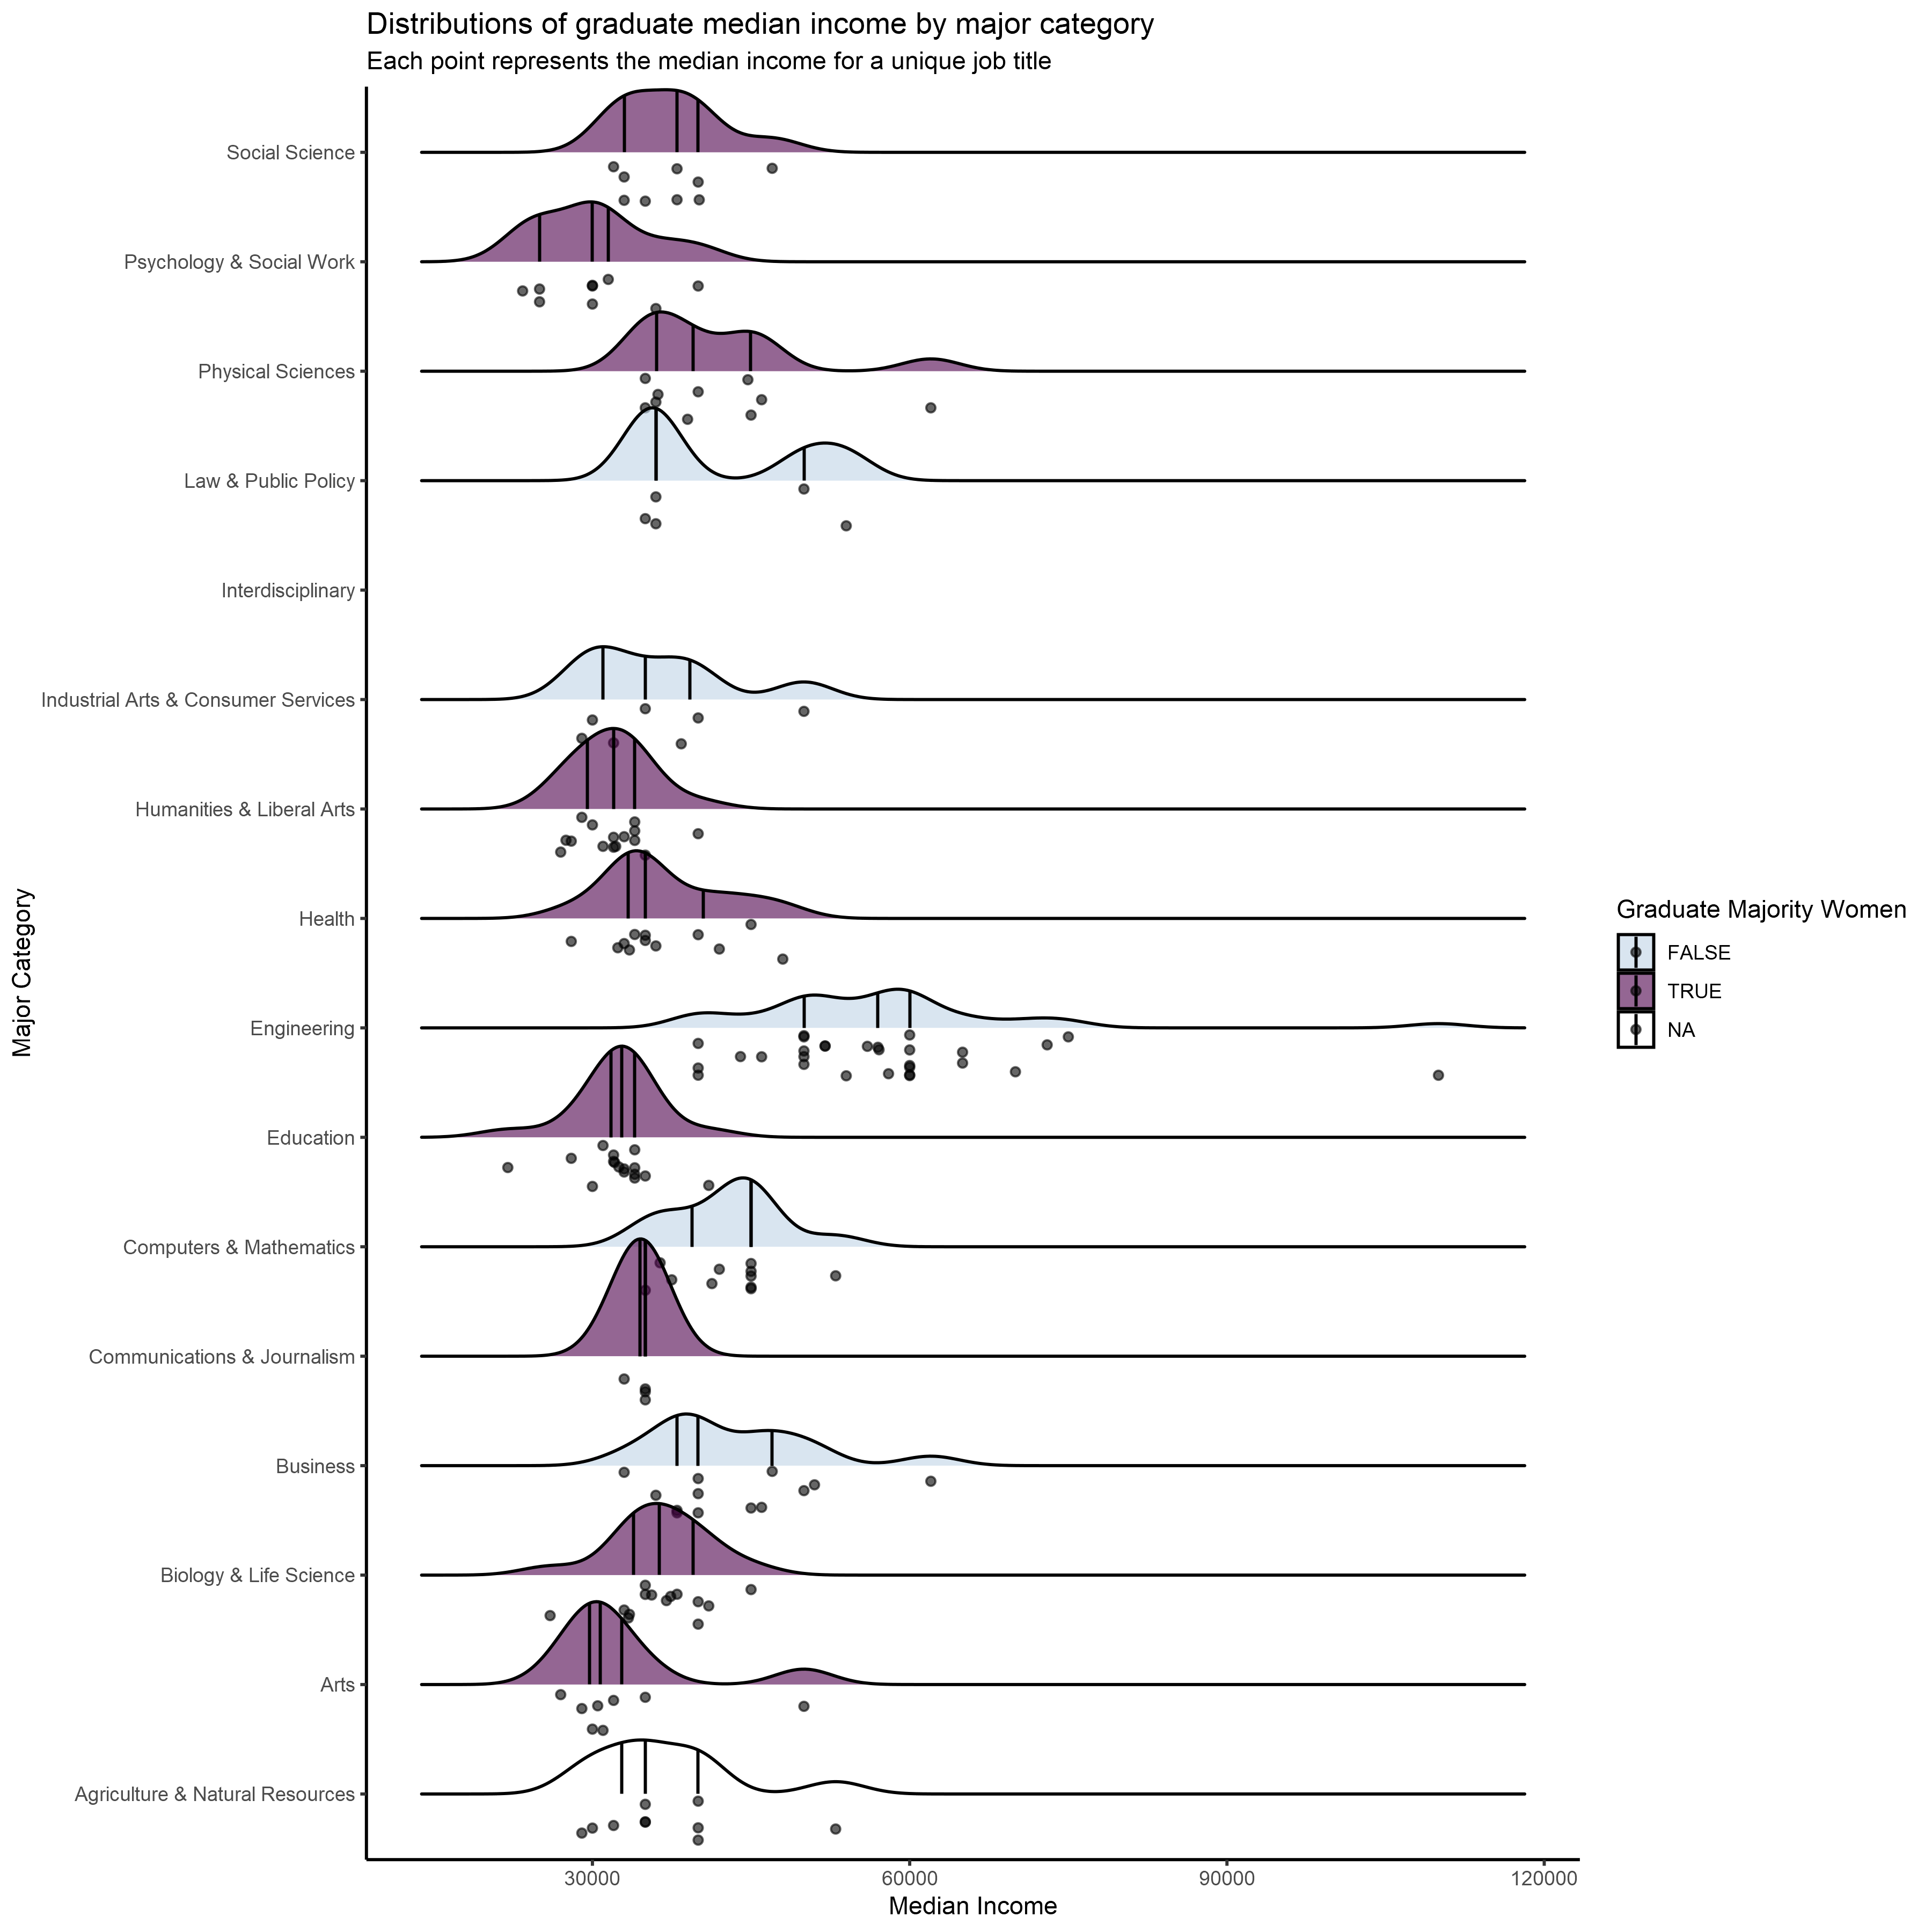 Distributions of graduate median income by major category
Each point represents the median income for a unique job title
Major Category
Social Science
Psychology & Social Work
Physical Sciences
Law & Public Policy
Interdisciplinary
Industrial Arts & Consumer Services
Humanities & Liberal Arts
Health
Engineering
Education
Computers & Mathematics
Communications & Journalism
Business
Biology & Life Science
Arts
Agriculture & Natural Resources
30000 60000 90000 120000
Median Income
Graduate Majority Women
FALSE
TRUE
NA